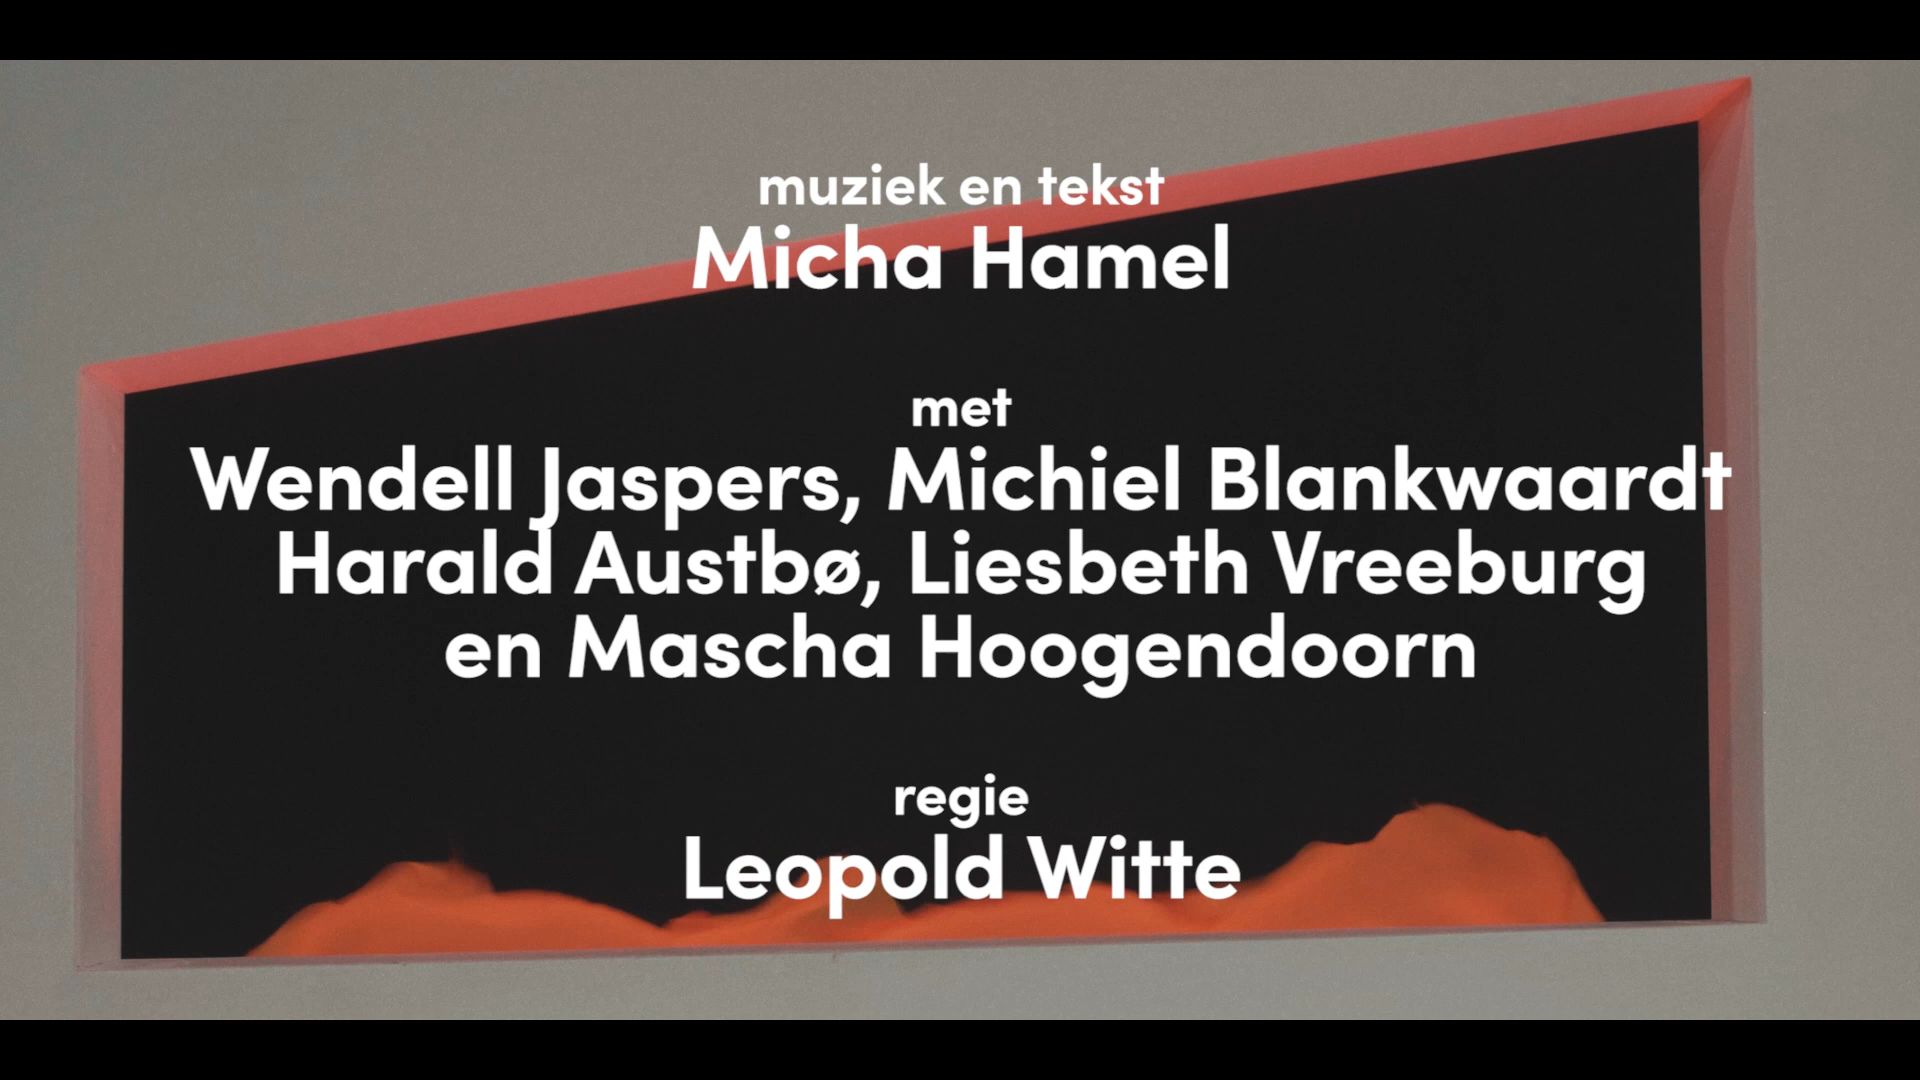 muziek en tekst
Micha Hamel
met
Wendell Jaspers, Michiel Blankwaardt
Harald Austbø, Liesbeth Vreeburg
en Mascha Hoogendoorn
regie
Leopold Witte